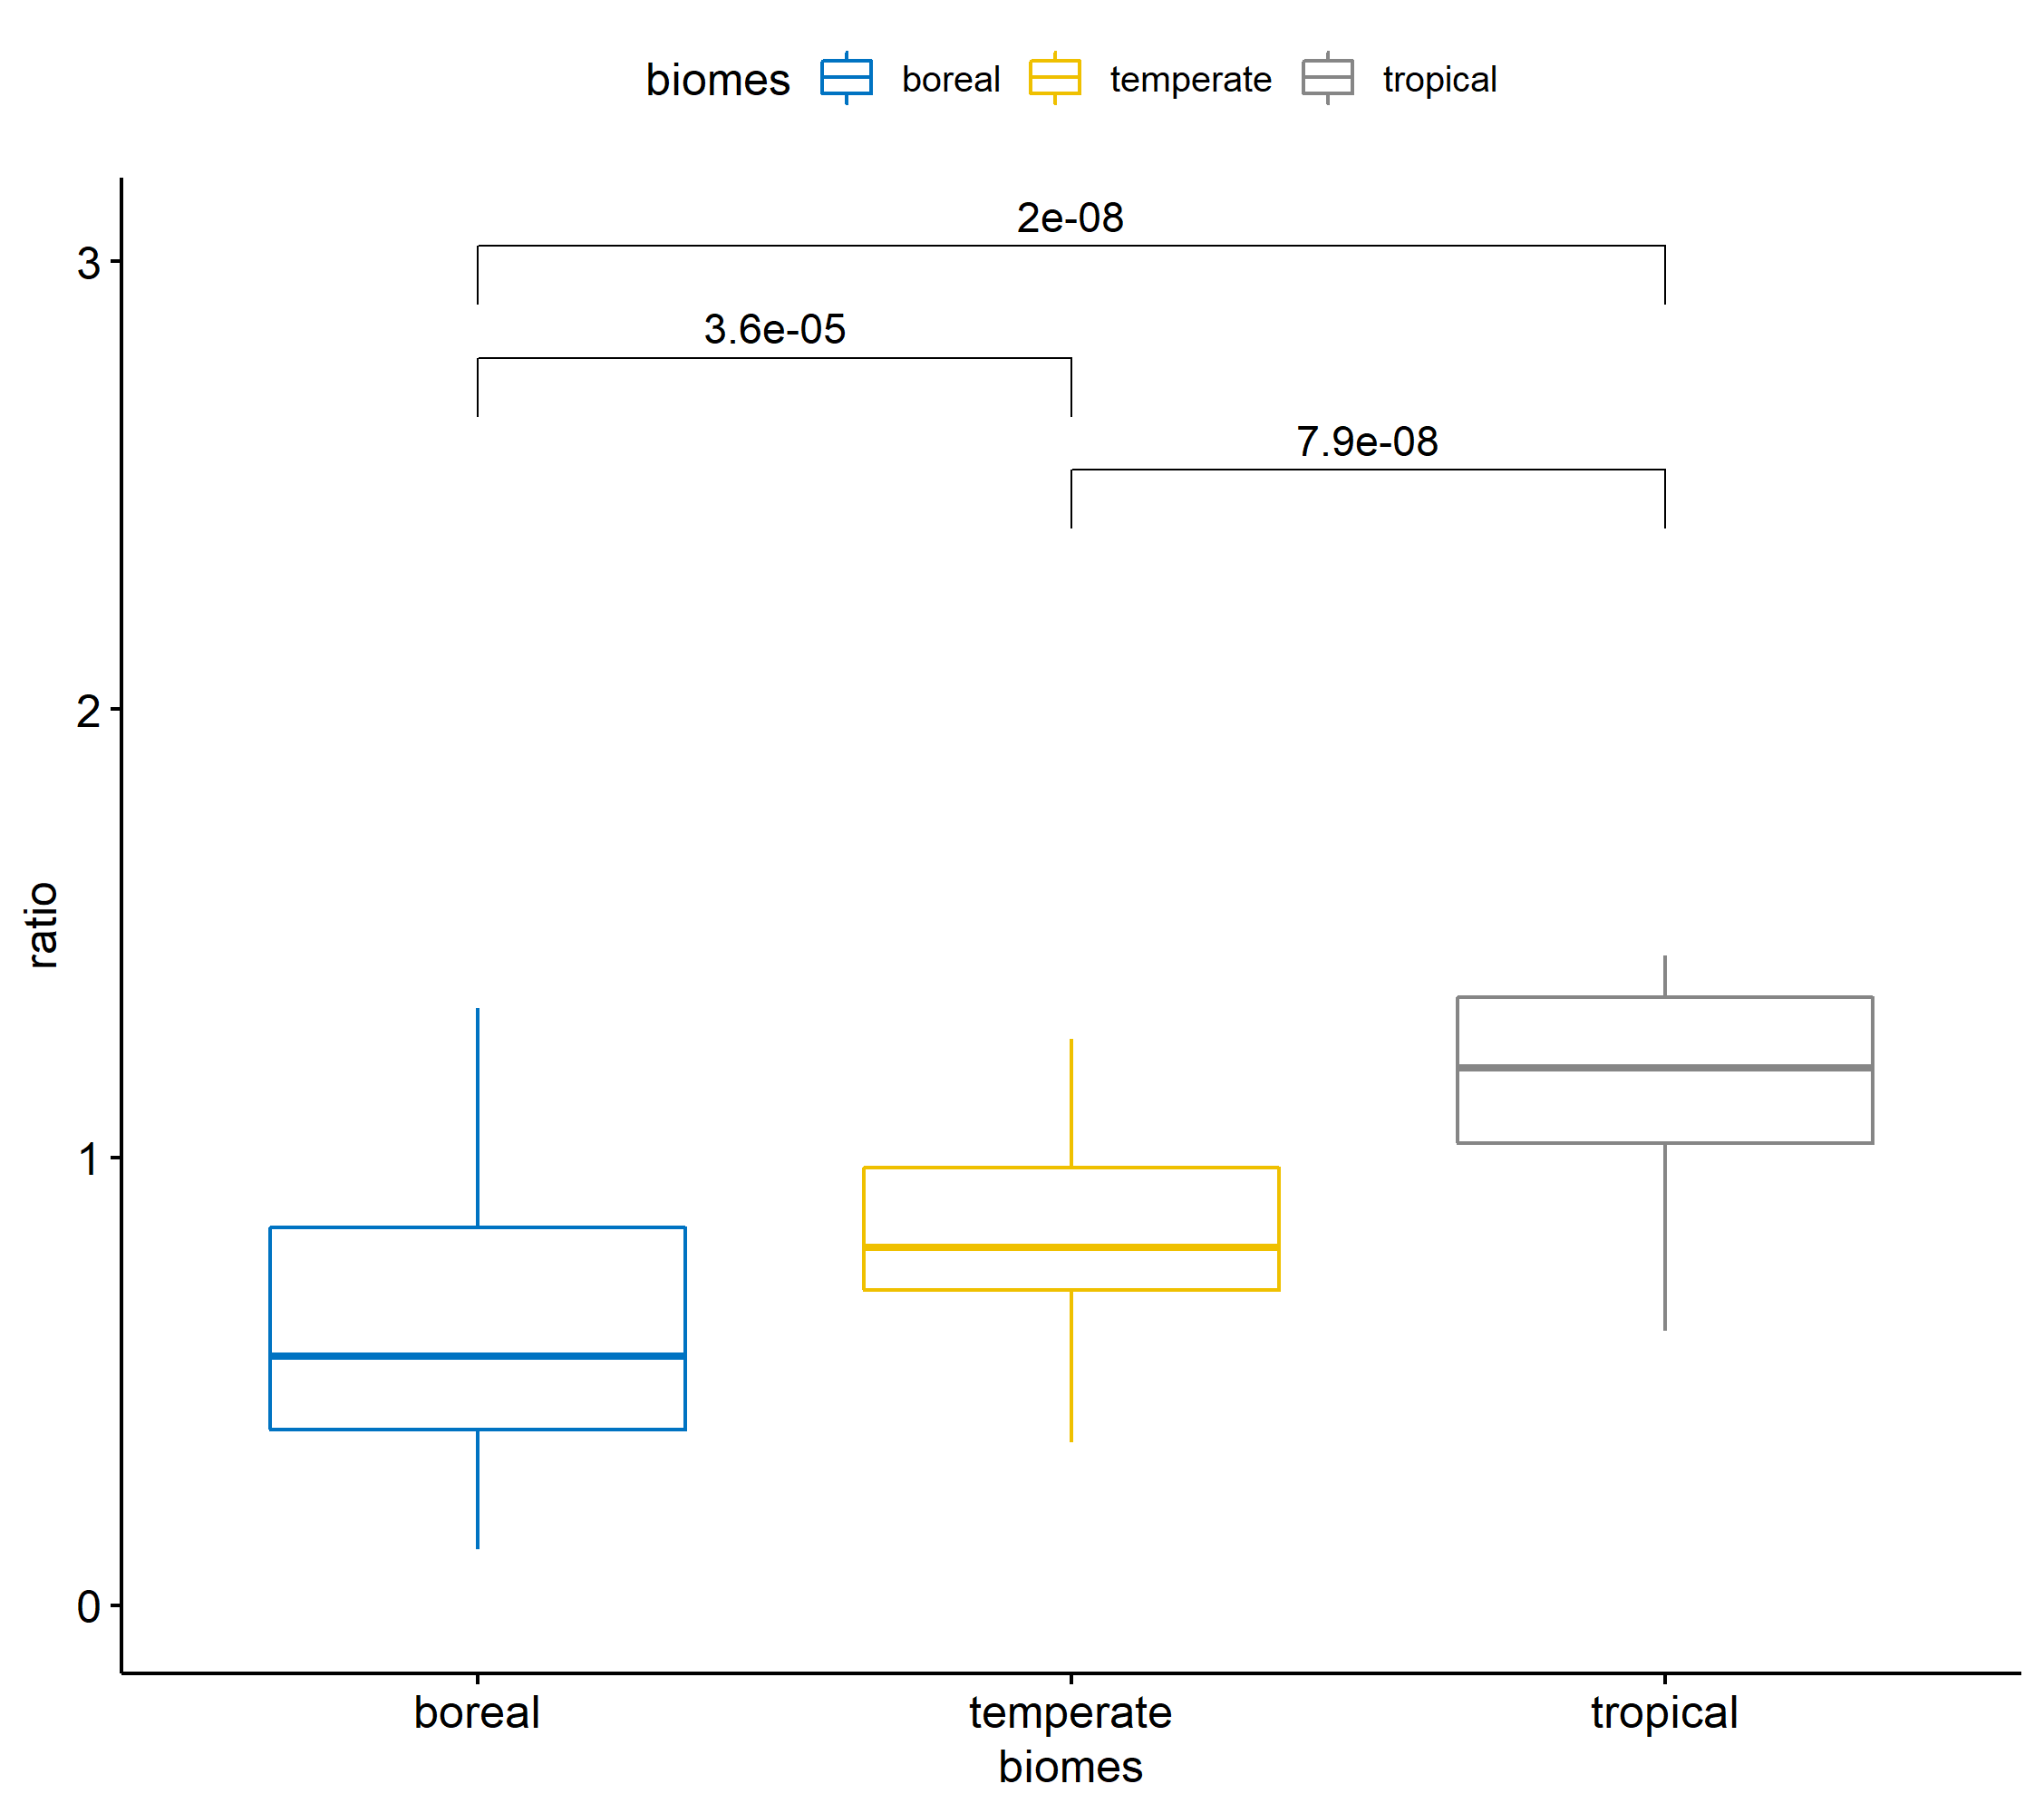 biomes boreal temperate tropical
2e-08
3
3.6e-05
7.9e-08
2
ratio
1
0
boreal temperate tropical
biomes